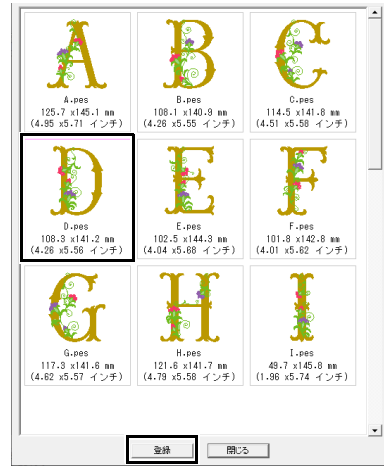 A.pes
125.7 x145.1 mm
(4.95 x5.71 インチ)
B.pes
108.1 x140.9 mm
(4.26 x5.55 インチ)
C.pes
114.5 x141.8 mm
(4.51 x5.58 インチ)
D.pes
108.3 x141.2 mm
(4.26 x5.56 インチ)
E.pes
102.5 x144.3 mm
(4.04 x5.68 インチ)
F.pes
101.8 x142.8 mm
(4.01 x5.62 インチ)
G.pes
117.3 x141.6 mm
(4.62 x5.57 インチ)
H.pes
121.6 x141.7 mm
(4.79 x5.58 インチ)
I.pes
49.7 x145.8 mm
(1.96 x5.74 インチ)
登録
閉じる